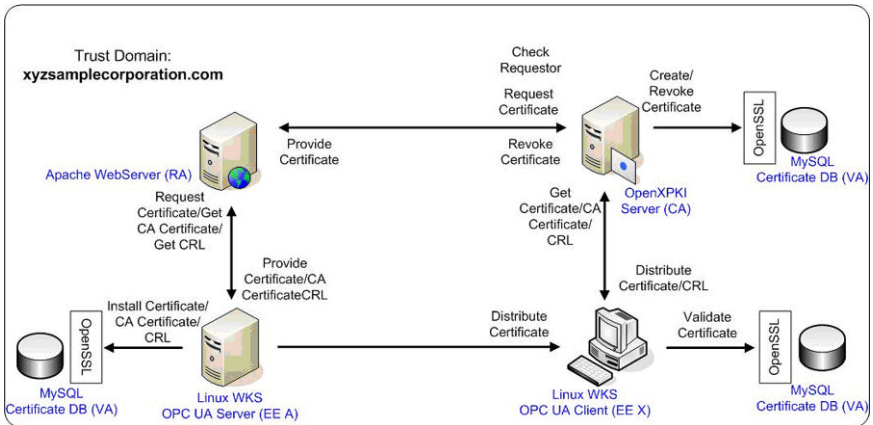 Trust Domain:
xyzsamplecorporation.com
Check
Requestor
Request
Certificate
Create/
Revoke
Certificate
Provide
Certificate
Revoke
Certificate
OpenSSL
MySQL
Certificate DB (VA)
Apache WebServer (RA)
OpenXPKI
Server (CA)
Request
Certificate/Get
CA Certificate/
Get CRL
Get
Certificate/CA
Certificate/
CRL
Provide
Certificate/CA
CertificateCRL
Distribute
Certificate/CRL
Install Certificate/
CA Certificate/
CRL
Distribute
Certificate
Validate
Certificate
OpenSSL
OpenSSL
MySQL
Certificate DB (VA)
Linux WKS
OPC UA Server (EE A)
Linux WKS
OPC UA Client (EE X)
MySQL
Certificate DB (VA)